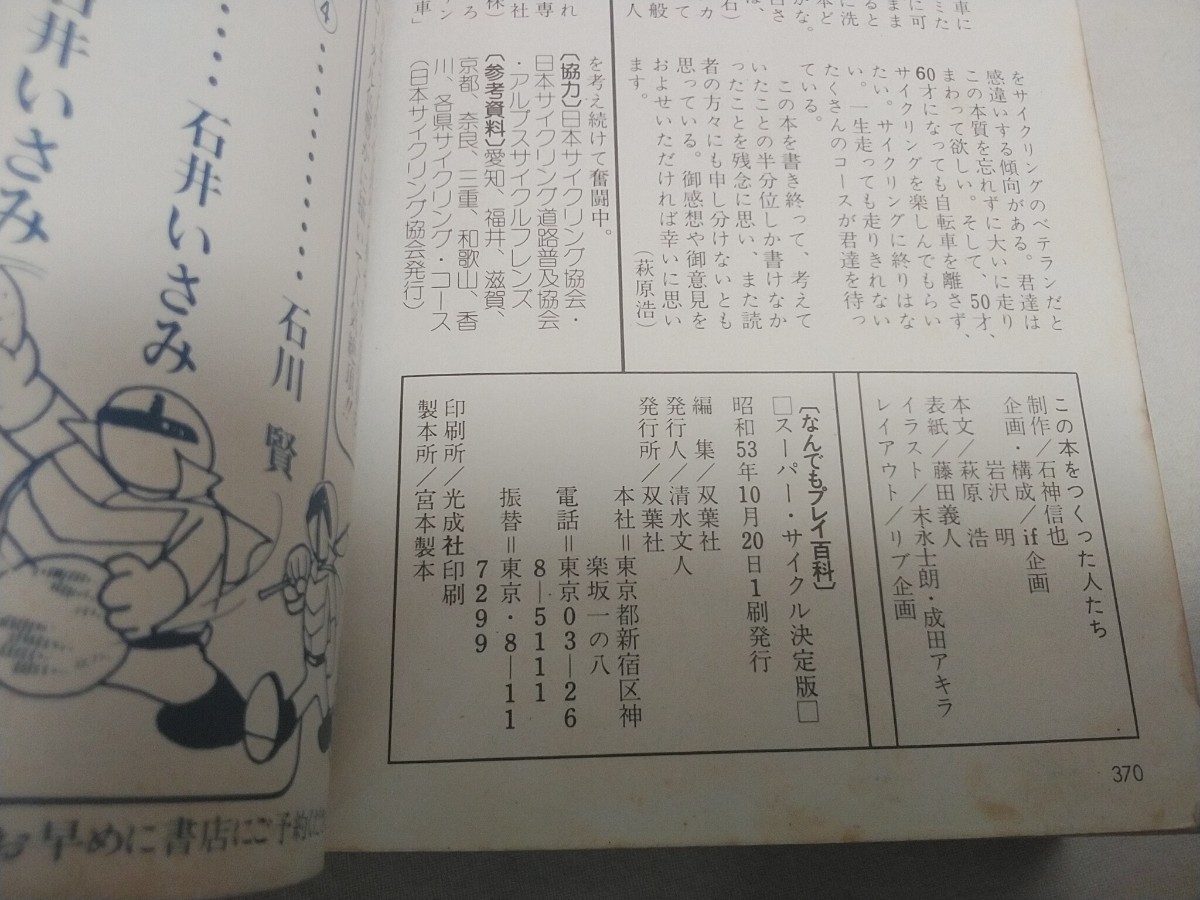 をサイクリングのベテランだと
感違いする傾向がある。君達は
この本質を忘れずに大いに走り
まわって欲しい。そして、50才、
60才になっても自転車を離さず、
サイクリングを楽しんでもらい
たい。サイクリングに終りはな
い。一生走っても走りきれない
たくさんのコースが君達を待っ
ている。
この本を書き終って、考えて
いたことの半分位しか書けなか
ったことを残念に思い、また読
者の方々にも申し分けないとも
思っている。御感想や御意見を
およせいただければ幸いに思い
ます。
(萩原浩)
を考え続けて奮闘中。
〔協力〕日本サイクリング協会・
日本サイクリング道路普及協会
・アルプスサイクルフレンズ
〔参考資料〕愛知、福井、滋賀、
京都、奈良、三重、和歌山、香
川、各県サイクリング・コース
(日本サイクリング協会発行)
この本をつくった人たち
制作/石神信也
企画・構成/if企画
岩沢 明
本文/萩原 浩
表紙/藤田義人
イラスト/末永士朗・成田アキラ
レイアウト/リブ企画
〔なんでもプレイ百科〕
□スーパー・サイクル決定版□
昭和53年10月20日1刷発行
編 集/双葉社
発行人/清水文人
発行所/双葉社
本社=東京都新宿区神
楽坂一の八
電話=東京03―26
8―5111
振替=東京・8―11
7299
印刷所/光成社印刷
製本所/宮本製本
370
石川 賢
石井いさみ
井いさみ
④
お早めに書店にご予約